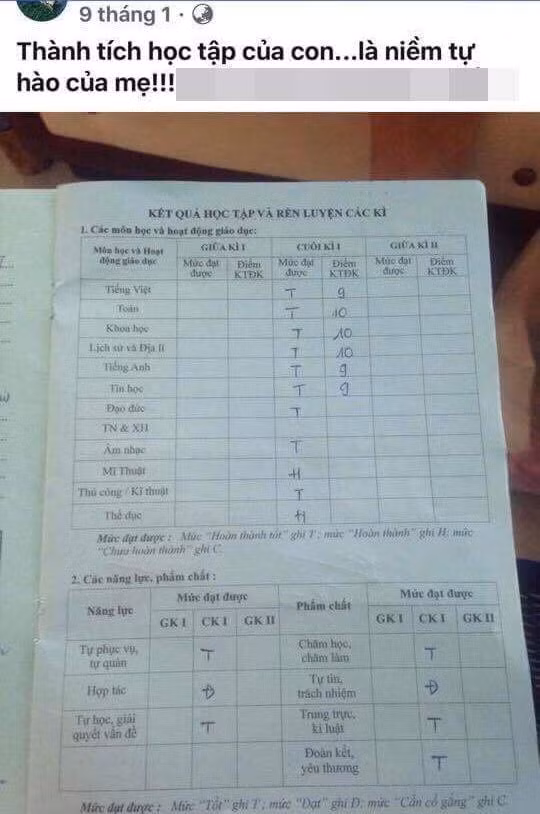 9 tháng 1 ·
Thành tích học tập của con...là niềm tự
hào của mẹ!!!
KẾT QUẢ HỌC TẬP VÀ RÈN LUYỆN CÁC KÌ
1. Các môn học và hoạt động giáo dục:
Môn học và Hoạt động giáo dục GIỮA KÌ I CUỐI KÌ I GIỮA KÌ II
Mức đạt được Điểm KTĐK Mức đạt được Điểm KTĐK Mức đạt được Điểm KTĐK
Tiếng Việt T 9
Toán T 10
Khoa học T 10
Lịch sử và Địa lí T 10
Tiếng Anh T 9
Tin học T 9
Đạo đức T
TN & XH
Âm nhạc T
Mĩ Thuật H
Thủ công / Kĩ thuật T
Thể dục H
Mức đạt được : Mức "Hoàn thành tốt" ghi T; mức "Hoàn thành" ghi H; mức
"Chưa hoàn thành" ghi C.
2. Các năng lực, phẩm chất :
Năng lực Mức đạt được Phẩm chất Mức đạt được
GK I CK I GK II GK I CK I GK II
Tự phục vụ, tự quản T Chăm học, chăm làm T
Hợp tác Đ Tự tin, trách nhiệm Đ
Tự học, giải quyết vấn đề T Trung trực, kỉ luật T
Đoàn kết, yêu thương T
Mức đạt được : Mức "Tốt" ghi T; mức "Đạt" ghi Đ; mức "Cần cố gắng" ghi C.